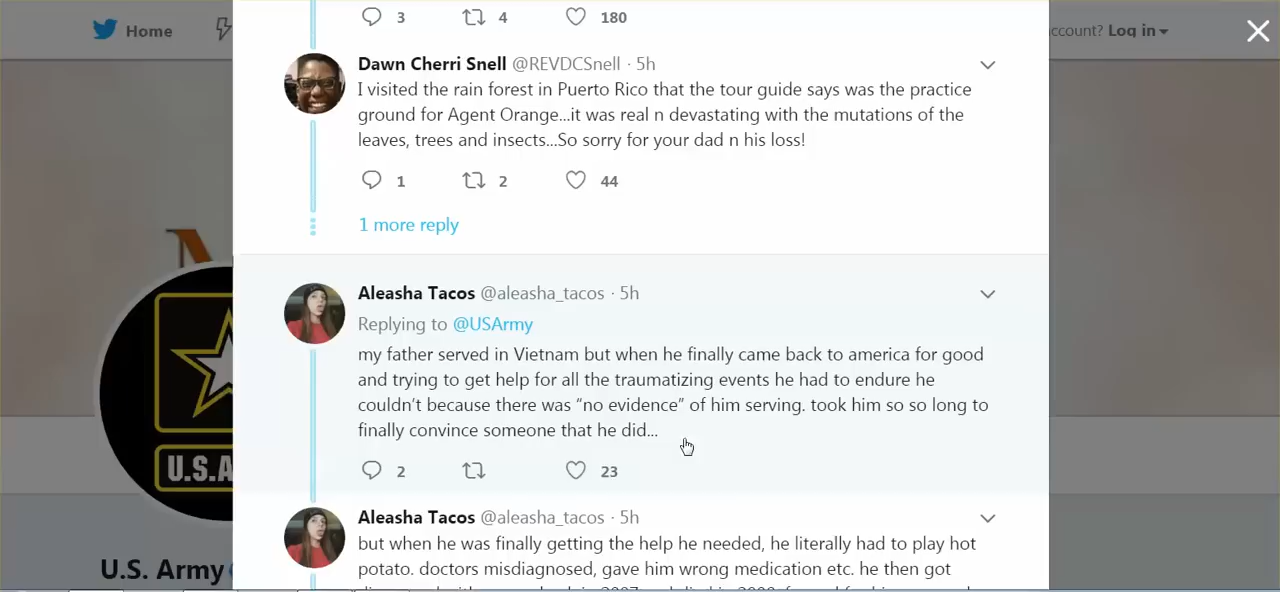 Home
ccount? Log in
3 4 180
Dawn Cherri Snell @REVDCSnell · 5h
I visited the rain forest in Puerto Rico that the tour guide says was the practice
ground for Agent Orange...it was real n devastating with the mutations of the
leaves, trees and insects...So sorry for your dad n his loss!
1 2 44
1 more reply
Aleasha Tacos @aleasha_tacos · 5h
Replying to @USArmy
my father served in Vietnam but when he finally came back to america for good
and trying to get help for all the traumatizing events he had to endure he
couldn't because there was “no evidence” of him serving. took him so so long to
finally convince someone that he did...
2 23
U.S.A
Aleasha Tacos @aleasha_tacos · 5h
but when he was finally getting the help he needed, he literally had to play hot
potato. doctors misdiagnosed, gave him wrong medication etc. he then got
U.S. Army